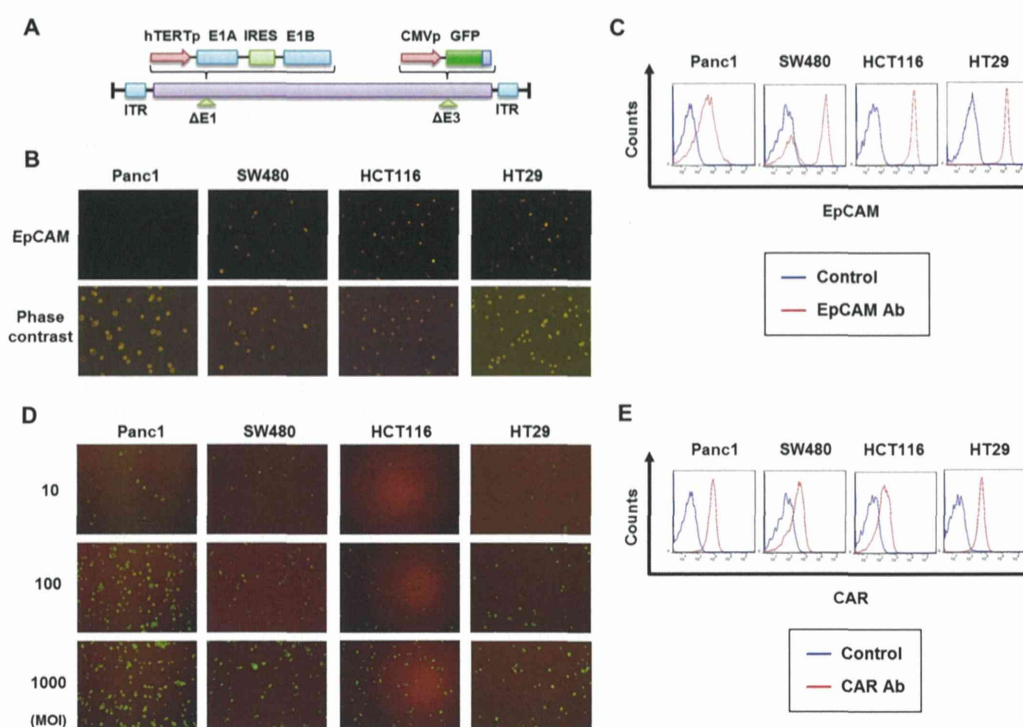 A
hTERTp E1A IRES E1B
CMVp GFP
ITR
ΔE1
ΔE3
ITR
B
Panc1 SW480 HCT116 HT29
EpCAM
Phase
contrast
C
Panc1 SW480 HCT116 HT29
Counts
EpCAM
Control
EpCAM Ab
D
Panc1 SW480 HCT116 HT29
10
100
1000
(MOI)
E
Panc1 SW480 HCT116 HT29
Counts
CAR
Control
CAR Ab